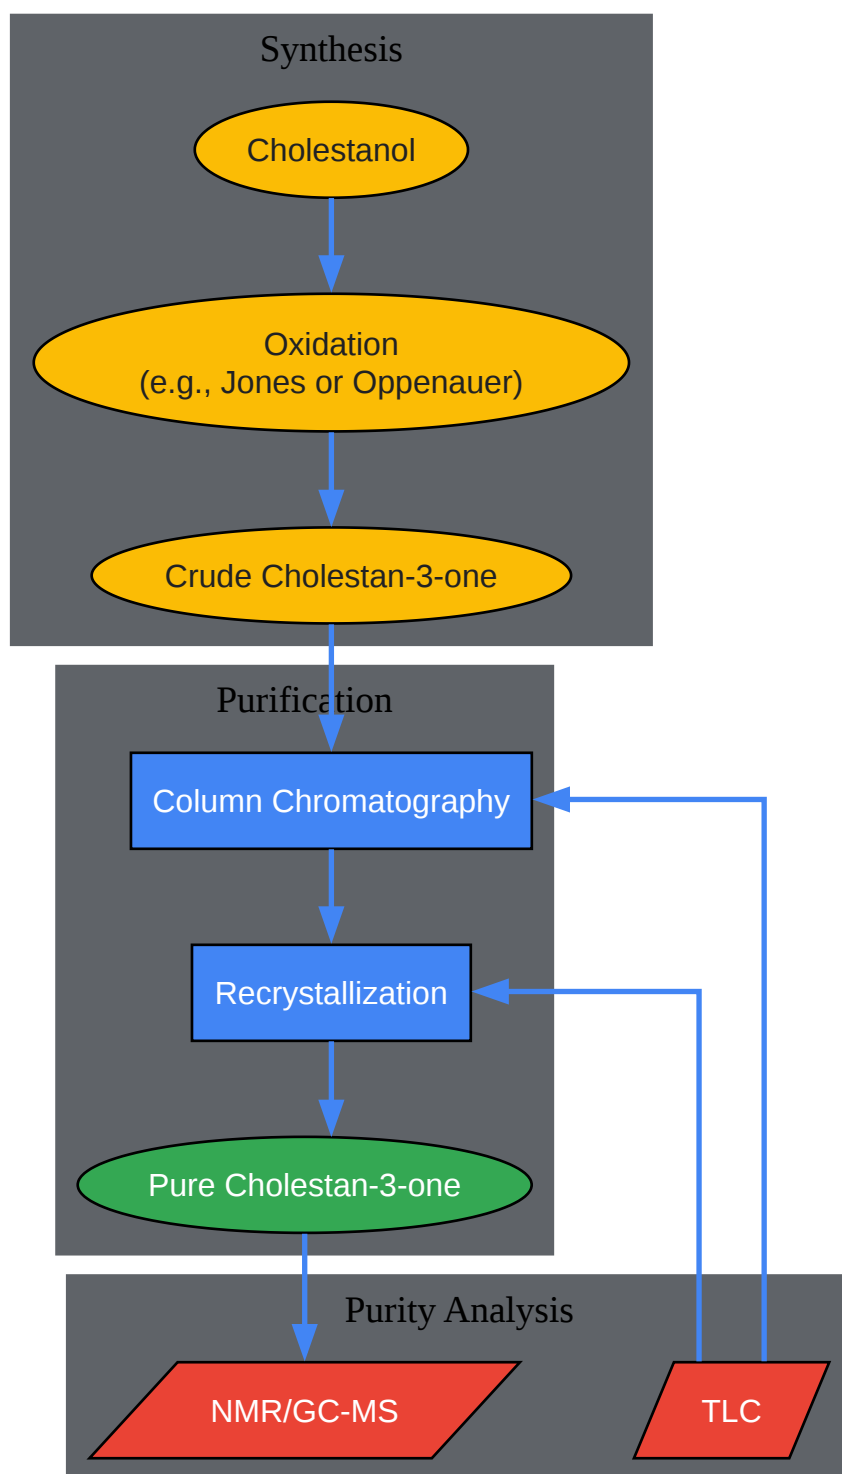 Synthesis
Cholestanol
Oxidation
(e.g., Jones or Oppenauer)
Crude Cholestan-3-one
Purification
Column Chromatography
Recrystallization
Pure Cholestan-3-one
Purity Analysis
NMR/GC-MS
TLC